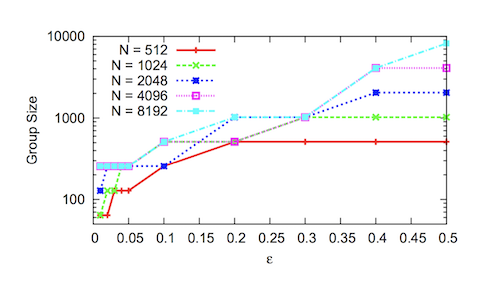 10000
1000
100
Group Size
N = 512
N = 1024
N = 2048
N = 4096
N = 8192
0 0.05 0.1 0.15 0.2 0.25 0.3 0.35 0.4 0.45 0.5
ε